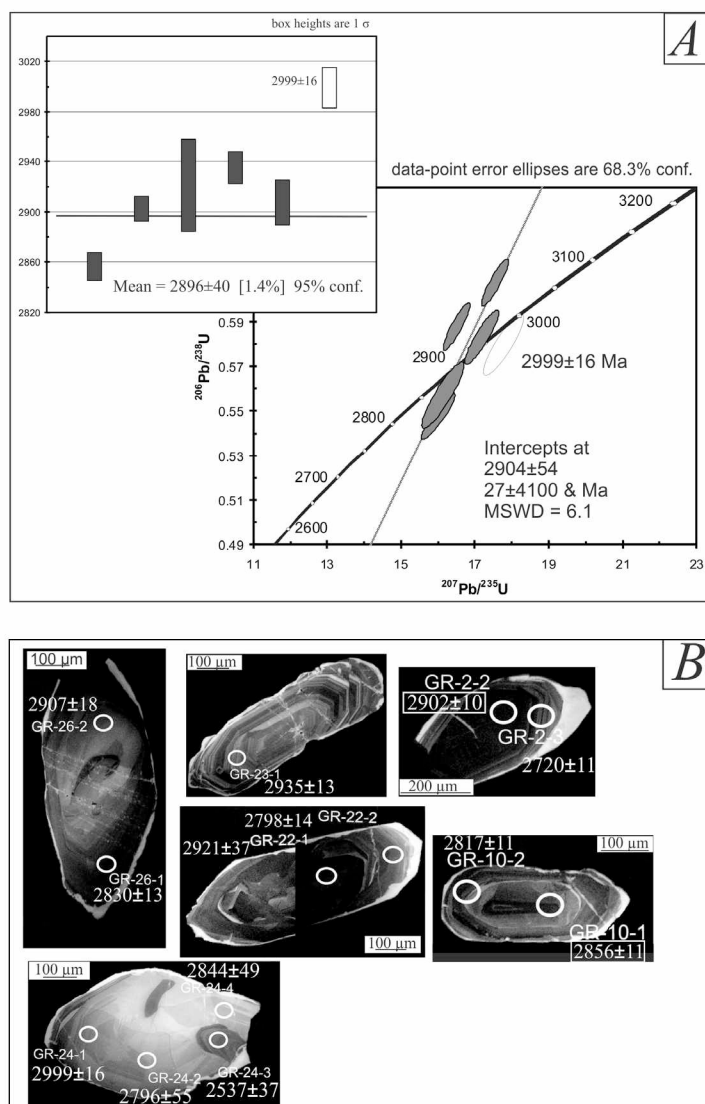 box heights are 1 σ
A
3020
2980
2940
2900
2860
2820
2999±16
Mean = 2896±40 [1.4%] 95% conf.
data-point error ellipses are 68.3% conf.
3200
3100
3000
2900
2800
2700
2600
2999±16 Ma
Intercepts at
2904±54
27±4100 & Ma
MSWD = 6.1
0.59
0.57
0.55
0.53
0.51
0.49
206Pb/238U
11 13 15 17 19 21 23
207Pb/235U
B
100 µm
2907±18
GR-26-2
GR-26-1
2830±13
100 µm
GR-23-1
2935±13
GR-2-2
2902±10
GR-2-3
2720±11
200 µm
2798±14 GR-22-2
2921±37 GR-22-1
100 µm
2817±11
GR-10-2
100 µm
GR-10-1
2856±11
100 µm
2844±49
GR-24-4
GR-24-1
2999±16
GR-24-2
2796±55
GR-24-3
2537±37